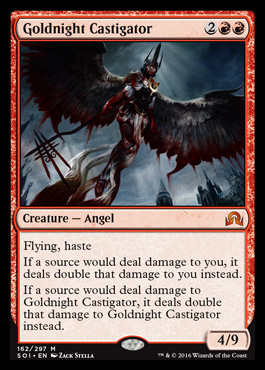 Goldnight Castigator 2
Creature — Angel
Flying, haste
If a source would deal damage to you, it
deals double that damage to you instead.
If a source would deal damage to
Goldnight Castigator, it deals double
that damage to Goldnight Castigator
instead.
4/9
162/297 M
SOI • EN Zack Stella
™ & © 2016 Wizards of the Coast